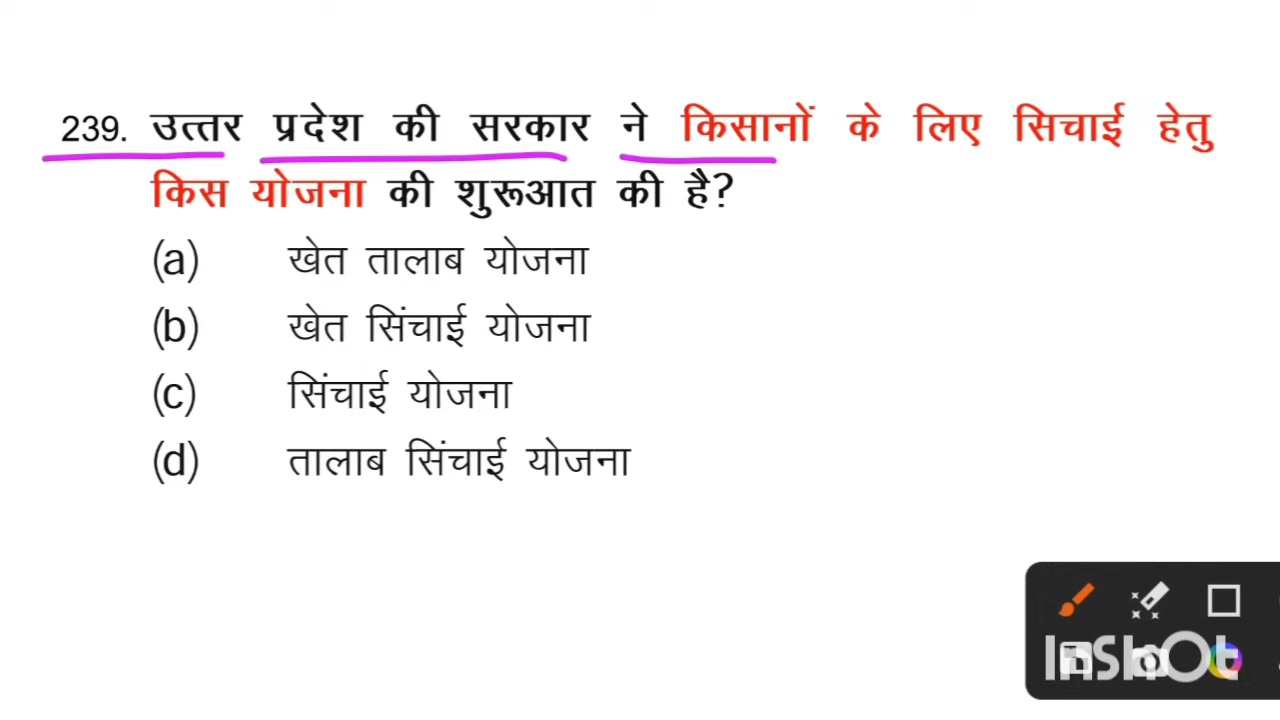 239. उत्तर प्रदेश की सरकार ने किसानों के लिए सिचाई हेतु
किस योजना की शुरूआत की है?
(a) खेत तालाब योजना
(b) खेत सिंचाई योजना
(c) सिंचाई योजना
(d) तालाब सिंचाई योजना
InShOt